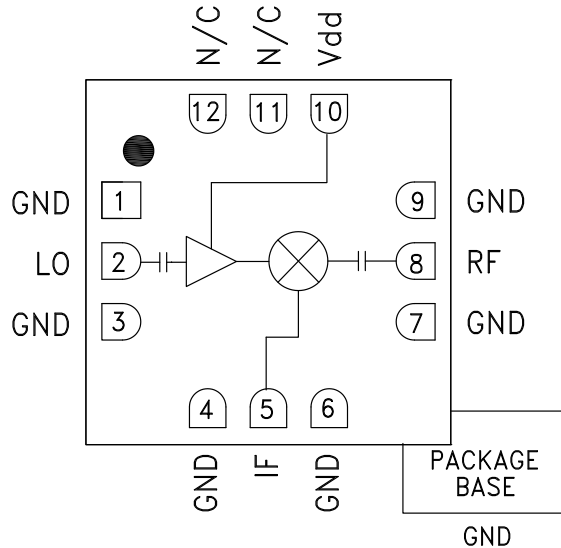 N/C
N/C
Vdd
12
11
10
GND
1
9
GND
LO
2
8
RF
GND
3
7
GND
4
5
6
GND
IF
GND
PACKAGE
BASE
GND